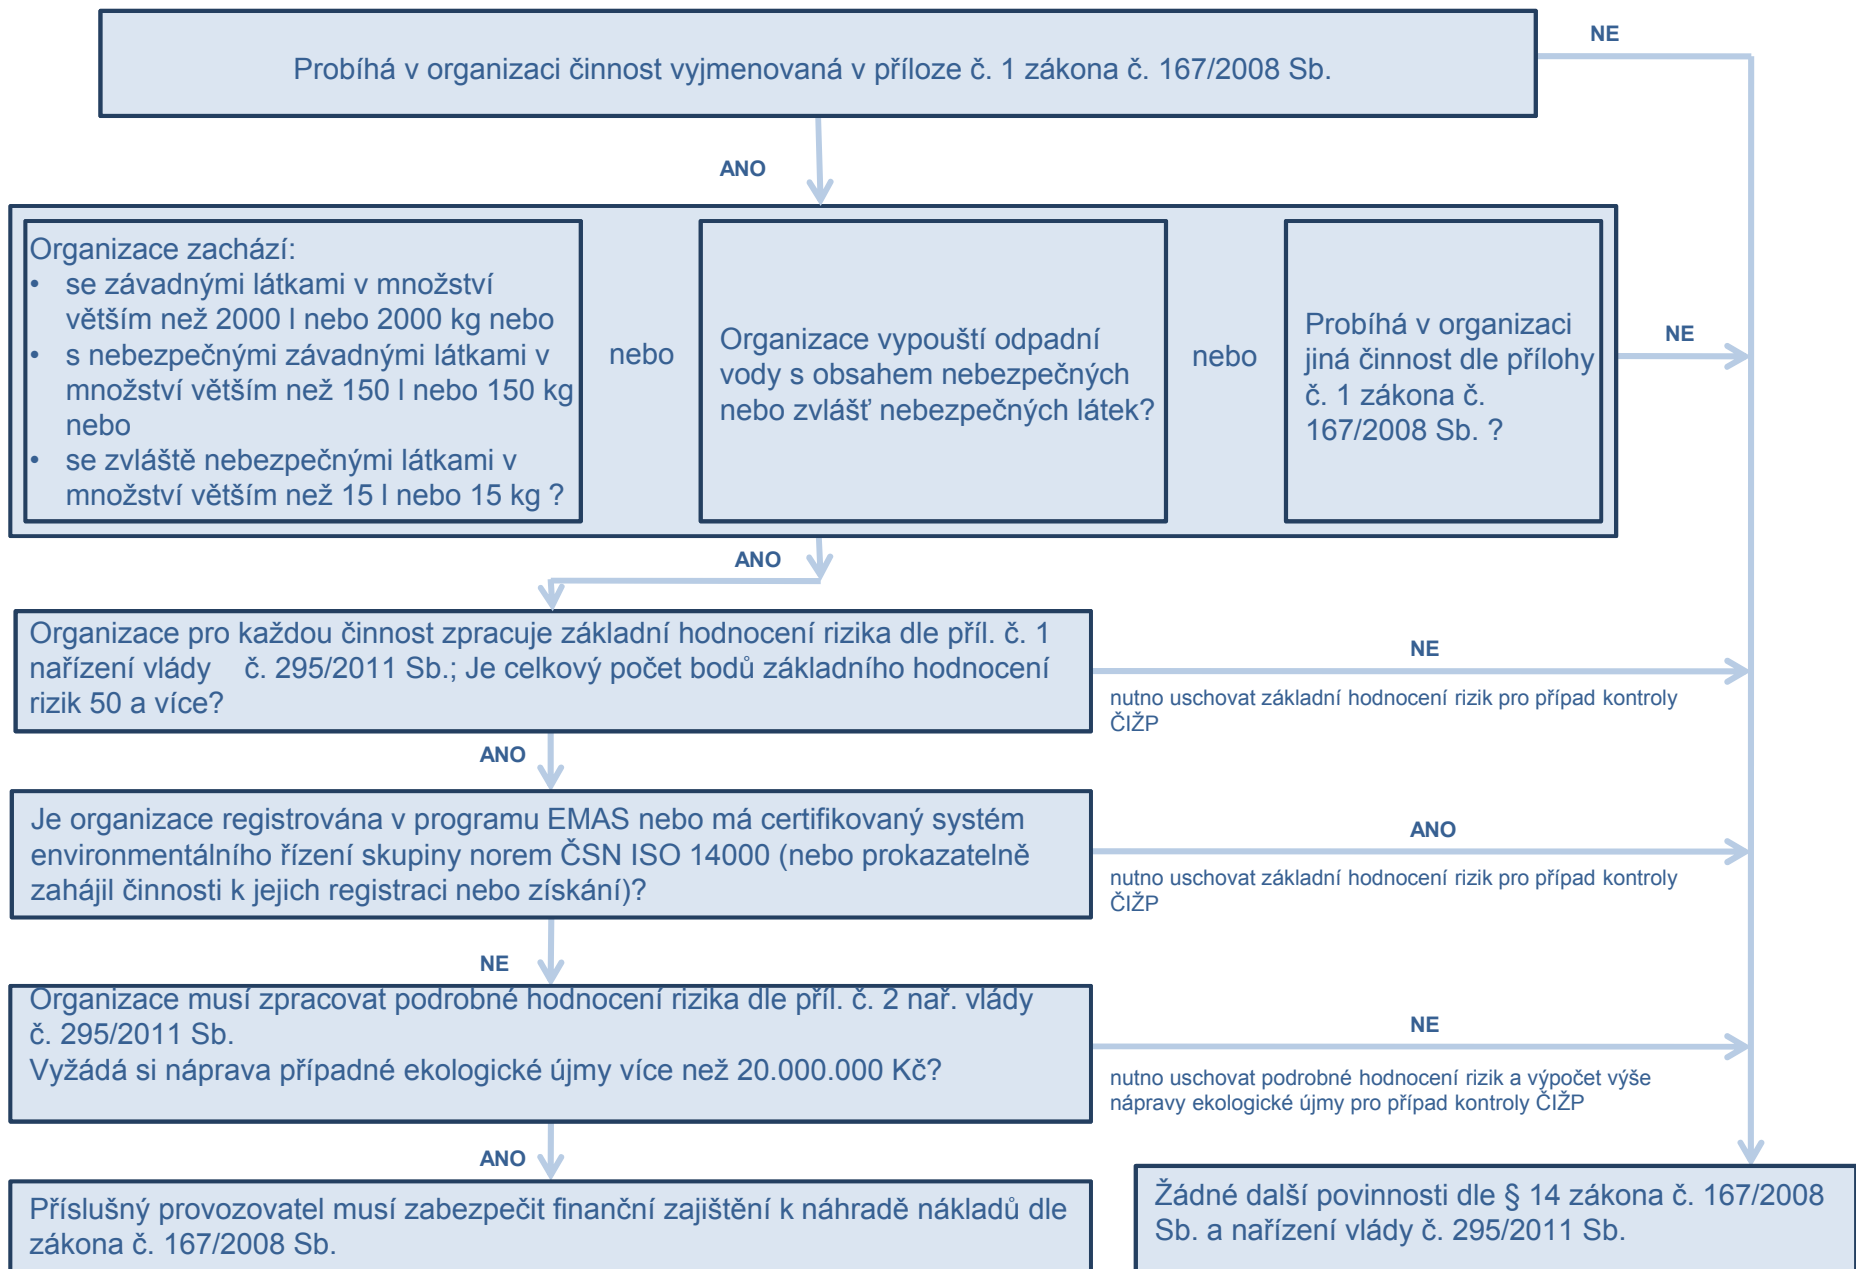 NE
Probíhá v organizaci činnost vyjmenovaná v příloze č. 1 zákona č. 167/2008 Sb.
ANO
Organizace zachází:
• se závadnými látkami v množství
větším než 2000 l nebo 2000 kg nebo
• s nebezpečnými závadnými látkami v
množství větším než 150 l nebo 150 kg
nebo
• se zvláště nebezpečnými látkami v
množství větším než 15 l nebo 15 kg ?
nebo
Organizace vypouští odpadní
vody s obsahem nebezpečných
nebo zvlášť nebezpečných látek?
nebo
Probíhá v organizaci
jiná činnost dle přílohy
č. 1 zákona č.
167/2008 Sb. ?
NE
ANO
Organizace pro každou činnost zpracuje základní hodnocení rizika dle příl. č. 1
nařízení vlády č. 295/2011 Sb.; Je celkový počet bodů základního hodnocení
rizik 50 a více?
NE
nutno uschovat základní hodnocení rizik pro případ kontroly
ČIŽP
ANO
Je organizace registrována v programu EMAS nebo má certifikovaný systém
environmentálního řízení skupiny norem ČSN ISO 14000 (nebo prokazatelně
zahájil činnosti k jejich registraci nebo získání)?
ANO
nutno uschovat základní hodnocení rizik pro případ kontroly
ČIŽP
NE
Organizace musí zpracovat podrobné hodnocení rizika dle příl. č. 2 nař. vlády
č. 295/2011 Sb.
Vyžádá si náprava případné ekologické újmy více než 20.000.000 Kč?
NE
nutno uschovat podrobné hodnocení rizik a výpočet výše
nápravy ekologické újmy pro případ kontroly ČIŽP
ANO
Příslušný provozovatel musí zabezpečit finanční zajištění k náhradě nákladů dle
zákona č. 167/2008 Sb.
Žádné další povinnosti dle § 14 zákona č. 167/2008
Sb. a nařízení vlády č. 295/2011 Sb.